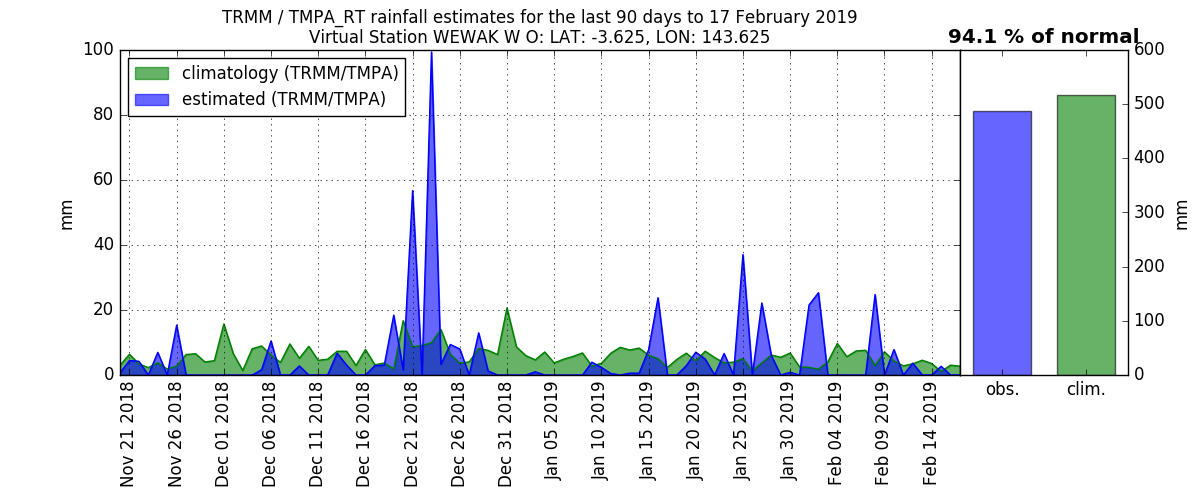 TRMM / TMPA_RT rainfall estimates for the last 90 days to 17 February 2019
Virtual Station WEWAK W O: LAT: -3.625, LON: 143.625
94.1 % of normal
climatology (TRMM/TMPA)
estimated (TRMM/TMPA)
100
80
60
40
20
0
mm
Nov 21 2018
Nov 26 2018
Dec 01 2018
Dec 06 2018
Dec 11 2018
Dec 16 2018
Dec 21 2018
Dec 26 2018
Dec 31 2018
Jan 05 2019
Jan 10 2019
Jan 15 2019
Jan 20 2019
Jan 25 2019
Jan 30 2019
Feb 04 2019
Feb 09 2019
Feb 14 2019
obs.
clim.
600
500
400
300
200
100
0
mm